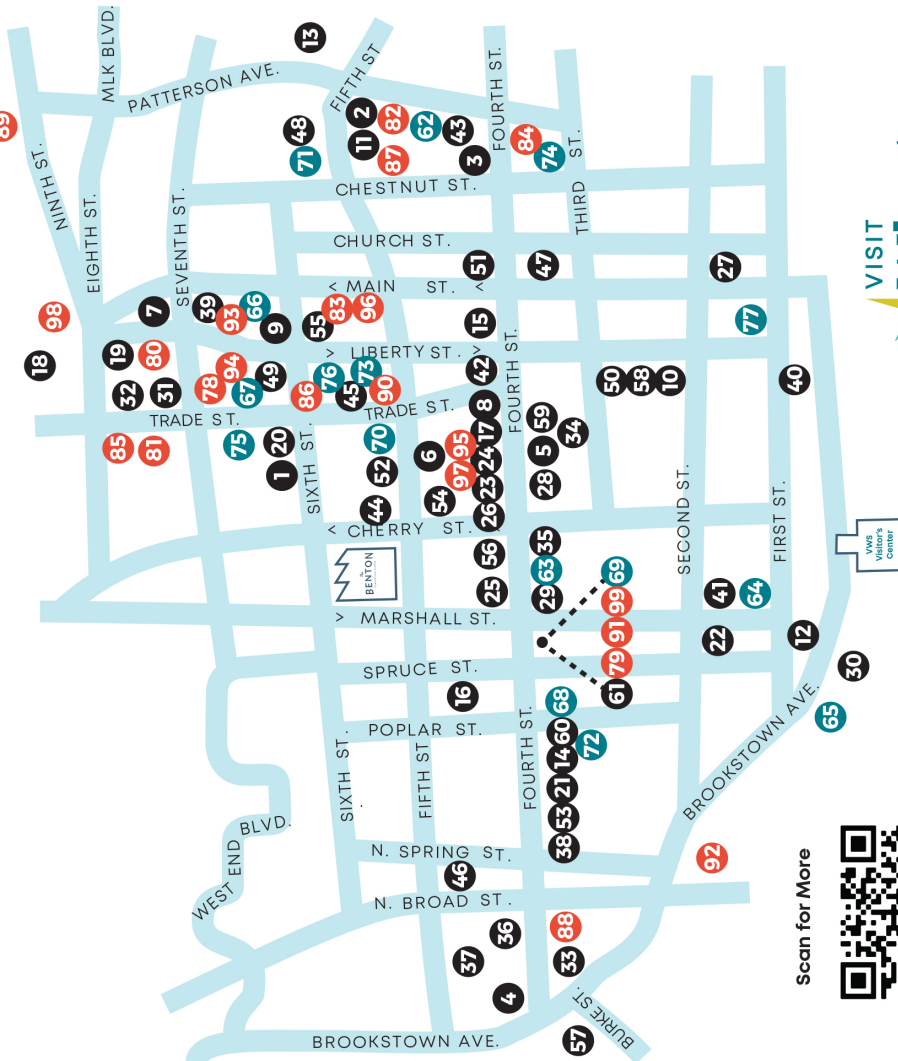 89
13
MLK BLVD.
PATTERSON AVE.
FIFTH ST
FOURTH ST.
NINTH ST.
48
2
82
62
43
71
11
87
3
84
74
EIGHTH ST.
SEVENTH ST.
CHESTNUT ST.
THIRD ST.
CHURCH ST.
51
47
27
< MAIN ST. <
98
7
39
66
93
9
55
83
96
15
77
VISIT
18
19
80
> LIBERTY ST. >
FOURTH ST.
32
31
78
94
67
49
76
73
86
45
90
42
50
58
10
40
TRADE ST.
TRADE ST.
8
59
34
85
81
75
20
1
SIXTH ST.
70
52
6
95
97
17
24
5
28
44
54
23
26
< CHERRY ST.
SECOND ST.
FIRST ST.
The
BENTON
56
25
35
63
29
69
99
91
79
61
41
64
VWS
Visitor's
Center
> MARSHALL ST.
22
12
30
SPRUCE ST.
16
68
65
POPLAR ST.
60
72
14
21
53
38
SIXTH ST.
FIFTH ST.
FOURTH ST.
BROOKSTOWN AVE.
WEST END BLVD.
N. SPRING ST.
46
92
N. BROAD ST.
37
36
88
33
4
BURKE ST.
57
BROOKSTOWN AVE.
Scan for More